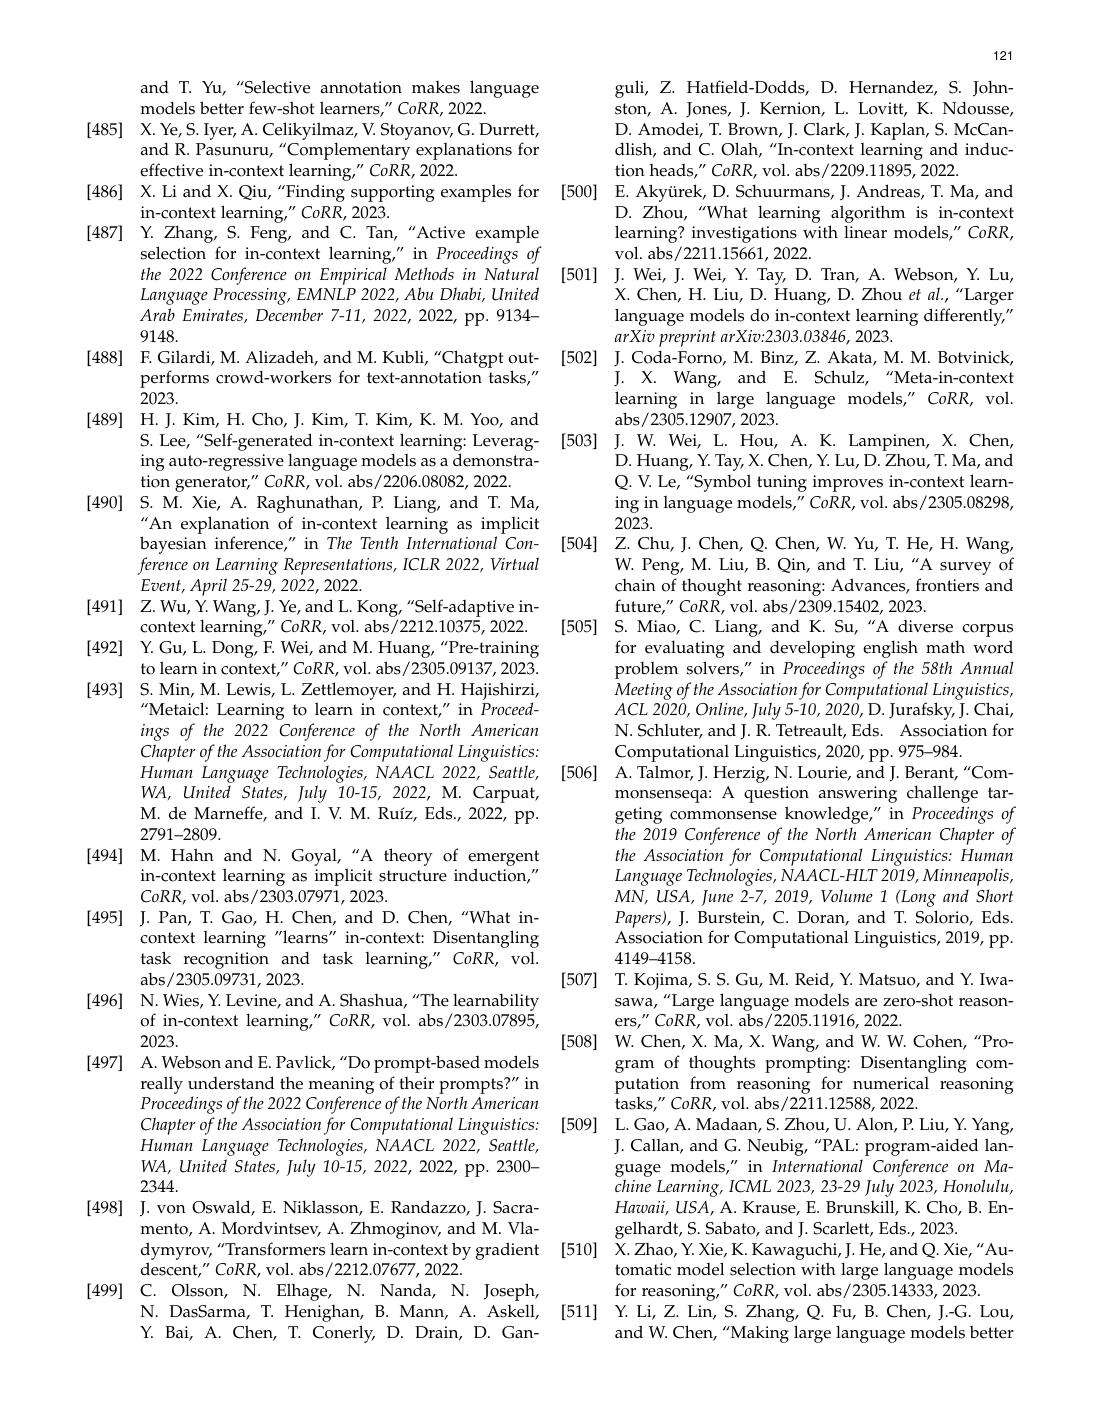 121
and T. Yu, “Selective annotation makes language
models better few-shot learners,” CoRR, 2022.
[485] X. Ye, S. Iyer, A. Celikyilmaz, V. Stoyanov, G. Durrett,
and R. Pasunuru, “Complementary explanations for
effective in-context learning,” CoRR, 2022.
[486] X. Li and X. Qiu, “Finding supporting examples for
in-context learning,” CoRR, 2023.
[487] Y. Zhang, S. Feng, and C. Tan, “Active example
selection for in-context learning,” in Proceedings of
the 2022 Conference on Empirical Methods in Natural
Language Processing, EMNLP 2022, Abu Dhabi, United
Arab Emirates, December 7-11, 2022, 2022, pp. 9134–
9148.
[488] F. Gilardi, M. Alizadeh, and M. Kubli, “Chatgpt out-
performs crowd-workers for text-annotation tasks,”
2023.
[489] H. J. Kim, H. Cho, J. Kim, T. Kim, K. M. Yoo, and
S. Lee, “Self-generated in-context learning: Leverag-
ing auto-regressive language models as a demonstra-
tion generator,” CoRR, vol. abs/2206.08082, 2022.
[490] S. M. Xie, A. Raghunathan, P. Liang, and T. Ma,
“An explanation of in-context learning as implicit
bayesian inference,” in The Tenth International Con-
ference on Learning Representations, ICLR 2022, Virtual
Event, April 25-29, 2022, 2022.
[491] Z. Wu, Y. Wang, J. Ye, and L. Kong, “Self-adaptive in-
context learning,” CoRR, vol. abs/2212.10375, 2022.
[492] Y. Gu, L. Dong, F. Wei, and M. Huang, “Pre-training
to learn in context,” CoRR, vol. abs/2305.09137, 2023.
[493] S. Min, M. Lewis, L. Zettlemoyer, and H. Hajishirzi,
“Metaicl: Learning to learn in context,” in Proceed-
ings of the 2022 Conference of the North American
Chapter of the Association for Computational Linguistics:
Human Language Technologies, NAACL 2022, Seattle,
WA, United States, July 10-15, 2022, M. Carpuat,
M. de Marneffe, and I. V. M. Ruíz, Eds., 2022, pp.
2791–2809.
[494] M. Hahn and N. Goyal, “A theory of emergent
in-context learning as implicit structure induction,”
CoRR, vol. abs/2303.07971, 2023.
[495] J. Pan, T. Gao, H. Chen, and D. Chen, “What in-
context learning ”learns” in-context: Disentangling
task recognition and task learning,” CoRR, vol.
abs/2305.09731, 2023.
[496] N. Wies, Y. Levine, and A. Shashua, “The learnability
of in-context learning,” CoRR, vol. abs/2303.07895,
2023.
[497] A. Webson and E. Pavlick, “Do prompt-based models
really understand the meaning of their prompts?” in
Proceedings of the 2022 Conference of the North American
Chapter of the Association for Computational Linguistics:
Human Language Technologies, NAACL 2022, Seattle,
WA, United States, July 10-15, 2022, 2022, pp. 2300–
2344.
[498] J. von Oswald, E. Niklasson, E. Randazzo, J. Sacra-
mento, A. Mordvintsev, A. Zhmoginov, and M. Vla-
dymyrov, “Transformers learn in-context by gradient
descent,” CoRR, vol. abs/2212.07677, 2022.
[499] C. Olsson, N. Elhage, N. Nanda, N. Joseph,
N. DasSarma, T. Henighan, B. Mann, A. Askell,
Y. Bai, A. Chen, T. Conerly, D. Drain, D. Gan-
guli, Z. Hatfield-Dodds, D. Hernandez, S. John-
ston, A. Jones, J. Kernion, L. Lovitt, K. Ndousse,
D. Amodei, T. Brown, J. Clark, J. Kaplan, S. McCan-
dlish, and C. Olah, “In-context learning and induc-
tion heads,” CoRR, vol. abs/2209.11895, 2022.
[500] E. Akyürek, D. Schuurmans, J. Andreas, T. Ma, and
D. Zhou, “What learning algorithm is in-context
learning? investigations with linear models,” CoRR,
vol. abs/2211.15661, 2022.
[501] J. Wei, J. Wei, Y. Tay, D. Tran, A. Webson, Y. Lu,
X. Chen, H. Liu, D. Huang, D. Zhou et al., “Larger
language models do in-context learning differently,”
arXiv preprint arXiv:2303.03846, 2023.
[502] J. Coda-Forno, M. Binz, Z. Akata, M. M. Botvinick,
J. X. Wang, and E. Schulz, “Meta-in-context
learning in large language models,” CoRR, vol.
abs/2305.12907, 2023.
[503] J. W. Wei, L. Hou, A. K. Lampinen, X. Chen,
D. Huang, Y. Tay, X. Chen, Y. Lu, D. Zhou, T. Ma, and
Q. V. Le, “Symbol tuning improves in-context learn-
ing in language models,” CoRR, vol. abs/2305.08298,
2023.
[504] Z. Chu, J. Chen, Q. Chen, W. Yu, T. He, H. Wang,
W. Peng, M. Liu, B. Qin, and T. Liu, “A survey of
chain of thought reasoning: Advances, frontiers and
future,” CoRR, vol. abs/2309.15402, 2023.
[505] S. Miao, C. Liang, and K. Su, “A diverse corpus
for evaluating and developing english math word
problem solvers,” in Proceedings of the 58th Annual
Meeting of the Association for Computational Linguistics,
ACL 2020, Online, July 5-10, 2020, D. Jurafsky, J. Chai,
N. Schluter, and J. R. Tetreault, Eds. Association for
Computational Linguistics, 2020, pp. 975–984.
[506] A. Talmor, J. Herzig, N. Lourie, and J. Berant, “Com-
monsenseqa: A question answering challenge tar-
geting commonsense knowledge,” in Proceedings of
the 2019 Conference of the North American Chapter of
the Association for Computational Linguistics: Human
Language Technologies, NAACL-HLT 2019, Minneapolis,
MN, USA, June 2-7, 2019, Volume 1 (Long and Short
Papers), J. Burstein, C. Doran, and T. Solorio, Eds.
Association for Computational Linguistics, 2019, pp.
4149–4158.
[507] T. Kojima, S. S. Gu, M. Reid, Y. Matsuo, and Y. Iwa-
sawa, “Large language models are zero-shot reason-
ers,” CoRR, vol. abs/2205.11916, 2022.
[508] W. Chen, X. Ma, X. Wang, and W. W. Cohen, “Pro-
gram of thoughts prompting: Disentangling com-
putation from reasoning for numerical reasoning
tasks,” CoRR, vol. abs/2211.12588, 2022.
[509] L. Gao, A. Madaan, S. Zhou, U. Alon, P. Liu, Y. Yang,
J. Callan, and G. Neubig, “PAL: program-aided lan-
guage models,” in International Conference on Ma-
chine Learning, ICML 2023, 23-29 July 2023, Honolulu,
Hawaii, USA, A. Krause, E. Brunskill, K. Cho, B. En-
gelhardt, S. Sabato, and J. Scarlett, Eds., 2023.
[510] X. Zhao, Y. Xie, K. Kawaguchi, J. He, and Q. Xie, “Au-
tomatic model selection with large language models
for reasoning,” CoRR, vol. abs/2305.14333, 2023.
[511] Y. Li, Z. Lin, S. Zhang, Q. Fu, B. Chen, J.-G. Lou,
and W. Chen, “Making large language models better